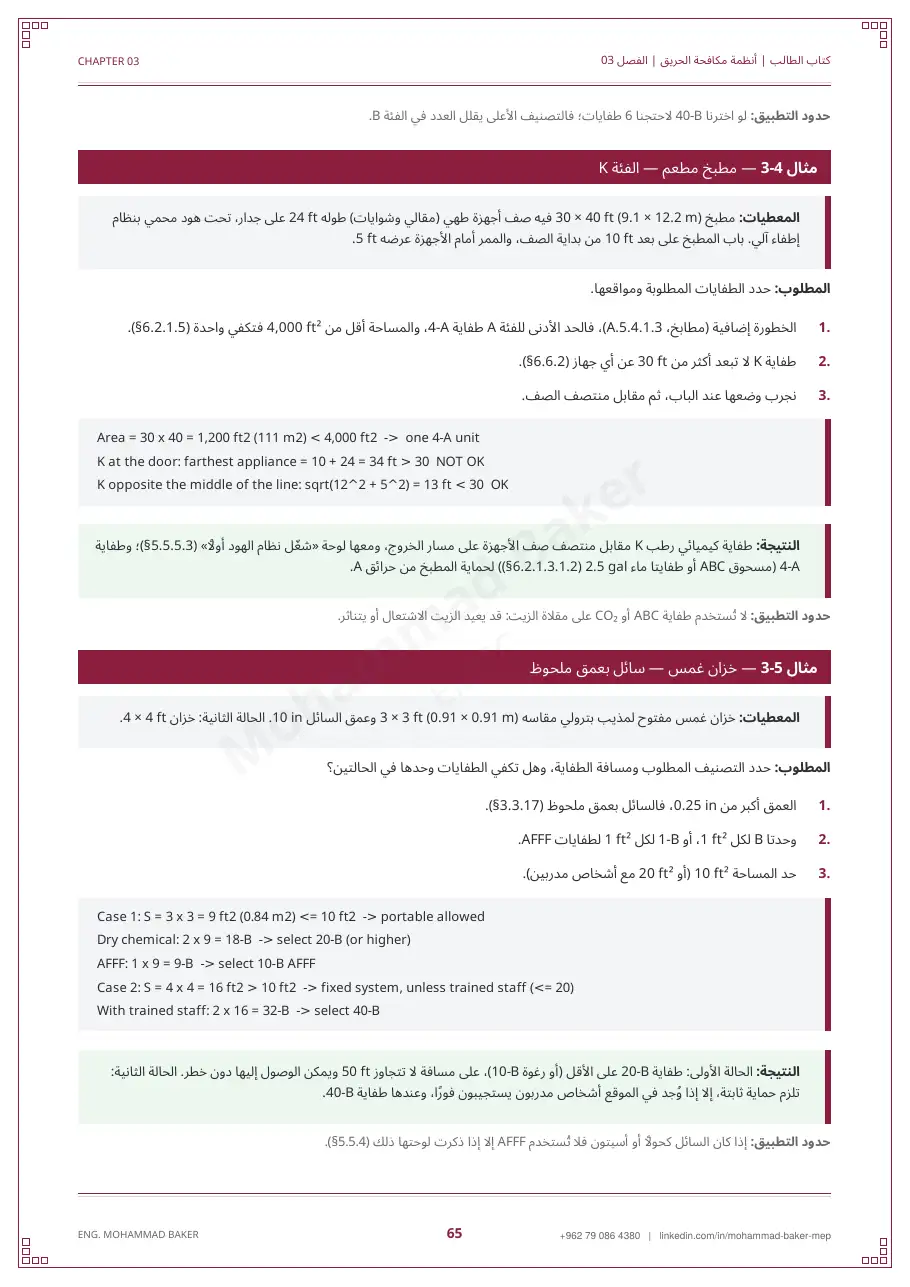 CHAPTER 03
كتاب الطالب | أنظمة مكافحة الحريق | الفصل 03
حدود التطبيق: لو اخترنا 40-B لاحتجنا 6 طفايات؛ فالتصنيف الأعلى يقلل العدد في الفئة B.
مثال 4-3 — مطبخ مطعم — الفئة K
المعطيات: مطبخ 30 × 40 ft (9.1 × 12.2 m) فيه صف أجهزة طهي (مقالي وشوايات) طوله 24 ft على جدار، تحت هود محمي بنظام
إطفاء آلي. باب المطبخ على بعد 10 ft من بداية الصف، والممر أمام الأجهزة عرضه 5 ft.
المطلوب: حدد الطفايات المطلوبة ومواقعها.
1. الخطورة إضافية (مطابخ، A.5.4.1.3)، فالحد الأدنى للفئة A طفاية 4-A، والمساحة أقل من 4,000 ft² فتكفي واحدة (§6.2.1.5).
2. طفاية K لا تبعد أكثر من 30 ft عن أي جهاز (§6.6.2).
3. نجرب وضعها عند الباب، ثم مقابل منتصف الصف.
Area = 30 x 40 = 1,200 ft2 (111 m2) < 4,000 ft2 -> one 4-A unit
K at the door: farthest appliance = 10 + 24 = 34 ft > 30 NOT OK
K opposite the middle of the line: sqrt(12^2 + 5^2) = 13 ft < 30 OK
النتيجة: طفاية كيميائي رطب K مقابل منتصف صف الأجهزة على مسار الخروج، ومعها لوحة «شغّل نظام الهود أولًا» (§5.5.5.3)؛ وطفاية
4-A (مسحوق ABC أو طفايتا ماء 2.5 gal (§6.2.1.3.1.2)) لحماية المطبخ من حرائق A.
حدود التطبيق: لا تُستخدم طفاية ABC أو CO₂ على مقلاة الزيت: قد يعيد الزيت الاشتعال أو يتناثر.
مثال 5-3 — خزان غمس — سائل بعمق ملحوظ
المعطيات: خزان غمس مفتوح لمذيب بترولي مقاسه 3 × 3 ft (0.91 × 0.91 m) وعمق السائل 10 in. الحالة الثانية: خزان 4 × 4 ft.
المطلوب: حدد التصنيف المطلوب ومسافة الطفاية، وهل تكفي الطفايات وحدها في الحالتين؟
1. العمق أكبر من 0.25 in، فالسائل بعمق ملحوظ (§3.3.17).
2. وحدتا B لكل 1 ft²، أو 1-B لكل 1 ft² لطفايات AFFF.
3. حد المساحة 10 ft² (أو 20 ft² مع أشخاص مدربين).
Case 1: S = 3 x 3 = 9 ft2 (0.84 m2) <= 10 ft2 -> portable allowed
Dry chemical: 2 x 9 = 18-B -> select 20-B (or higher)
AFFF: 1 x 9 = 9-B -> select 10-B AFFF
Case 2: S = 4 x 4 = 16 ft2 > 10 ft2 -> fixed system, unless trained staff (<= 20)
With trained staff: 2 x 16 = 32-B -> select 40-B
النتيجة: الحالة الأولى: طفاية 20-B على الأقل (أو رغوة 10-B)، على مسافة لا تتجاوز 50 ft ويمكن الوصول إليها دون خطر. الحالة الثانية:
تلزم حماية ثابتة، إلا إذا وُجد في الموقع أشخاص مدربون يستجيبون فورًا، وعندها طفاية 40-B.
حدود التطبيق: إذا كان السائل كحولًا أو أسيتون فلا تُستخدم AFFF إلا إذا ذكرت لوحتها ذلك (§5.5.4).
Mohammad baker
ENG. MOHAMMAD BAKER
65
+962 79 086 4380 | linkedin.com/in/mohammad-baker-mep